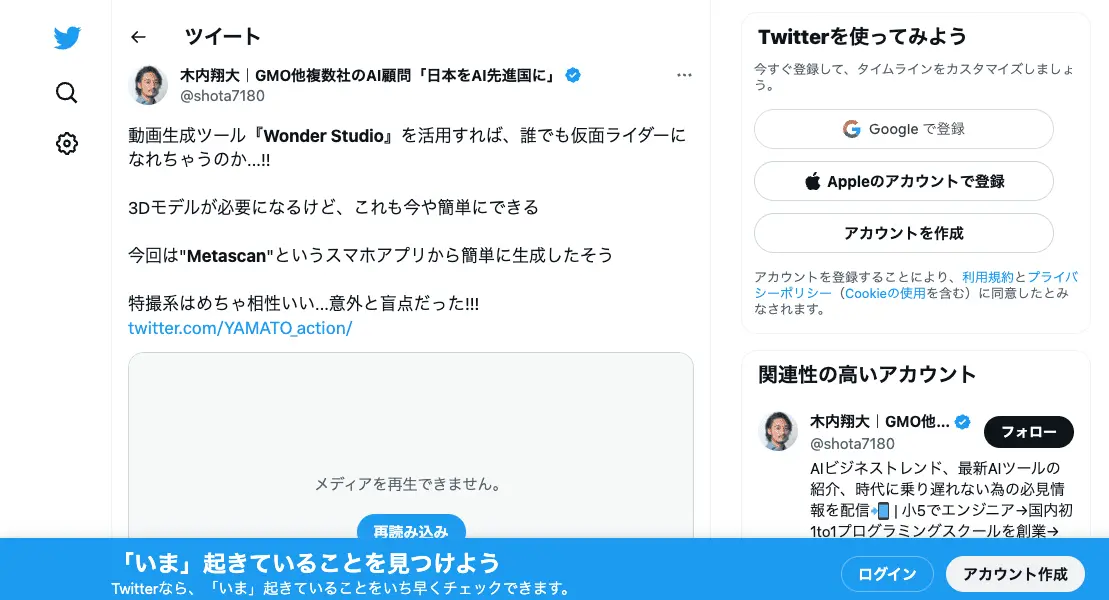 ツイート
木内翔大｜GMO他複数社のAI顧問「日本をAI先進国に」
@shota7180
動画生成ツール『Wonder Studio』を活用すれば、誰でも仮面ライダーに
なれちゃうのか...!!
3Dモデルが必要になるけど、これも今や簡単にできる
今回は"Metascan"というスマホアプリから簡単に生成したそう
特撮系はめちゃ相性いい...意外と盲点だった!!!
twitter.com/YAMATO_action/
メディアを再生できません。
再読み込み
Twitterを使ってみよう
今すぐ登録して、タイムラインをカスタマイズしましょ
う。
Google で登録
Appleのアカウントで登録
アカウントを作成
アカウントを登録することにより、利用規約とプライバ
シーポリシー（Cookieの使用を含む）に同意したとみ
なされます。
関連性の高いアカウント
木内翔大｜GMO他...
@shota7180
フォロー
AIビジネストレンド、最新AIツールの
紹介、時代に乗り遅れない為の必見情
報を配信📲 | 小5でエンジニア→国内初
1to1プログラミングスクールを創業→
「いま」起きていることを見つけよう
Twitterなら、「いま」起きていることをいち早くチェックできます。
ログイン
アカウント作成